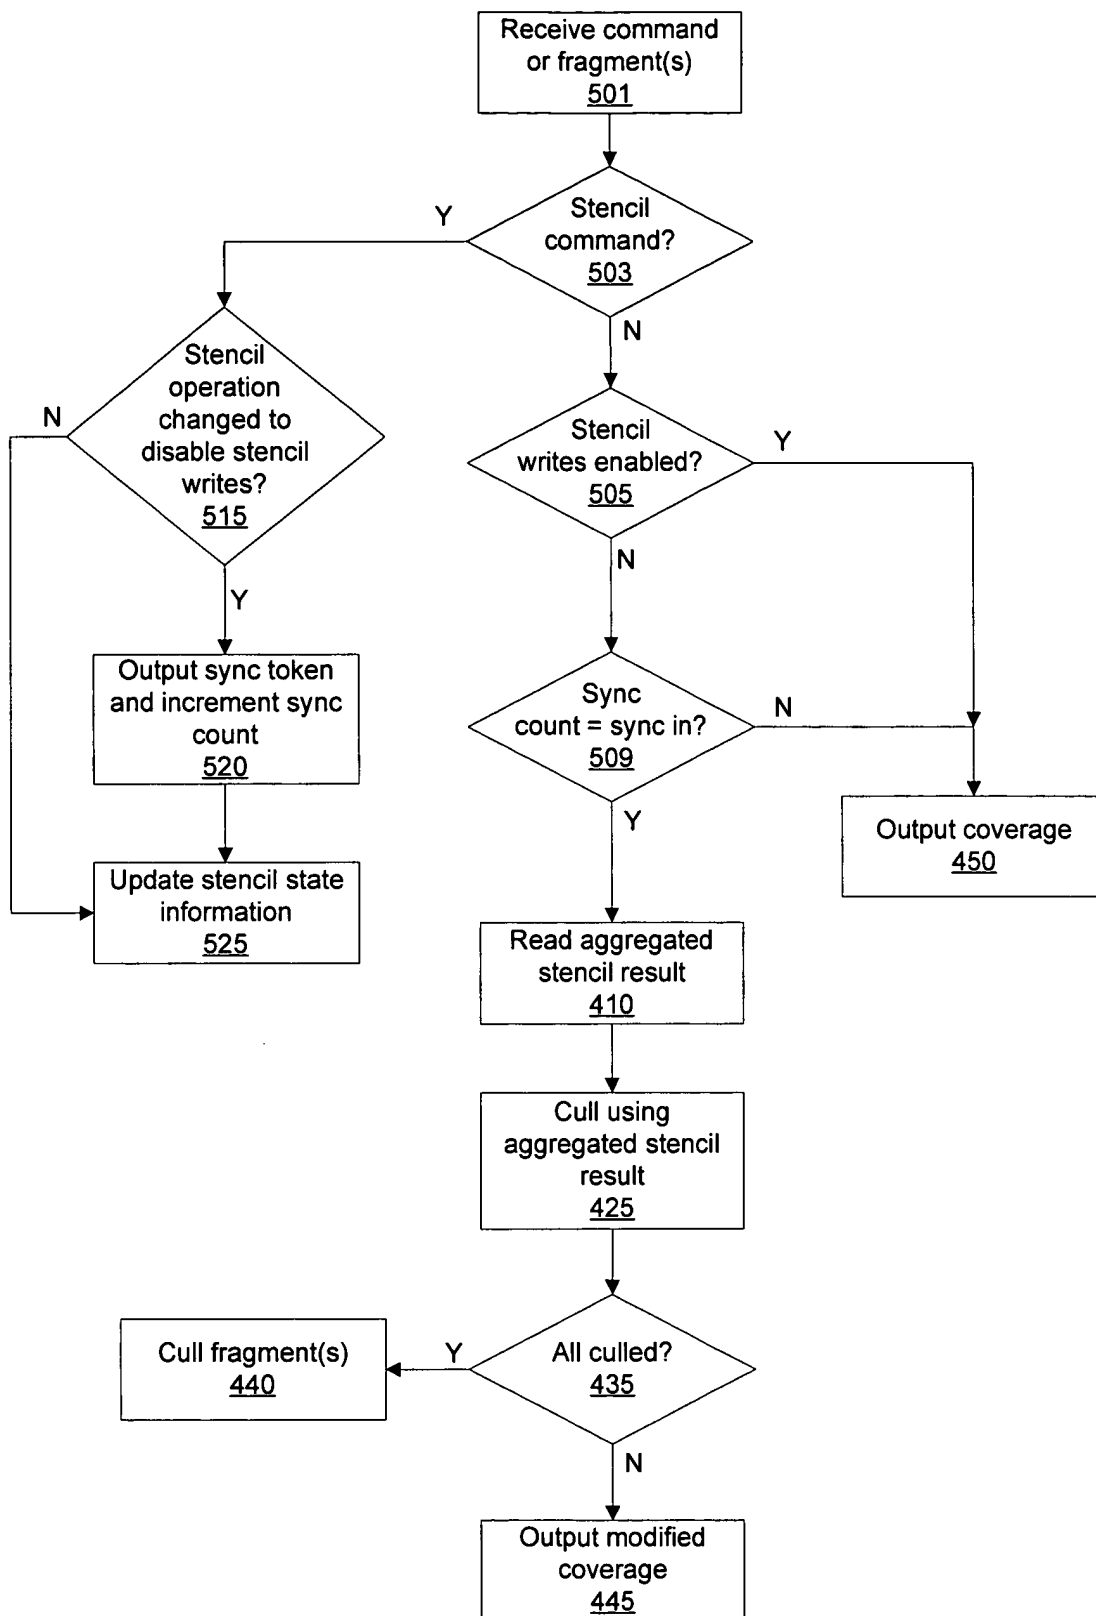 Receive command
or fragment(s)
501
Stencil
command?
503
Y
N
Stencil
operation
changed to
disable stencil
writes?
515
N
Y
Stencil
writes enabled?
505
Y
N
Output sync token
and increment sync
count
520
Sync
count = sync in?
509
N
Y
Output coverage
450
Update stencil state
information
525
Read aggregated
stencil result
410
Cull using
aggregated stencil
result
425
All culled?
435
Y
N
Cull fragment(s)
440
Output modified
coverage
445